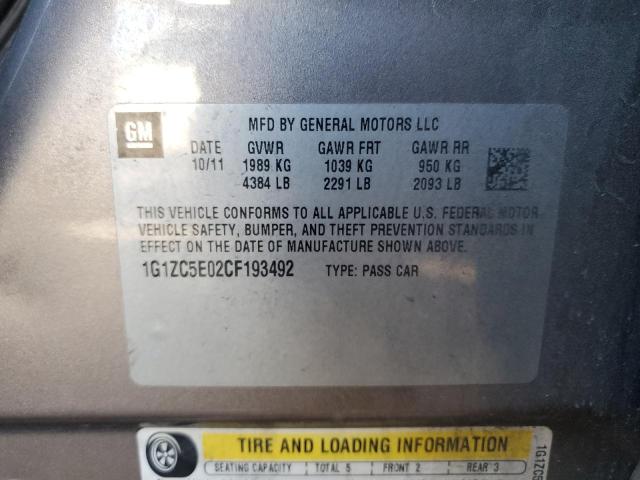 GM
MFD BY GENERAL MOTORS LLC
DATE GVWR GAWR FRT GAWR RR
10/11 1989 KG 1039 KG 950 KG
4384 LB 2291 LB 2093 LB
THIS VEHICLE CONFORMS TO ALL APPLICABLE U.S. FEDERAL MOTOR
VEHICLE SAFETY, BUMPER, AND THEFT PREVENTION STANDARDS IN
EFFECT ON THE DATE OF MANUFACTURE SHOWN ABOVE.
1G1ZC5E02CF193492 TYPE: PASS CAR
TIRE AND LOADING INFORMATION
SEATING CAPACITY TOTAL 5 FRONT 2 REAR 3
1G1ZC5